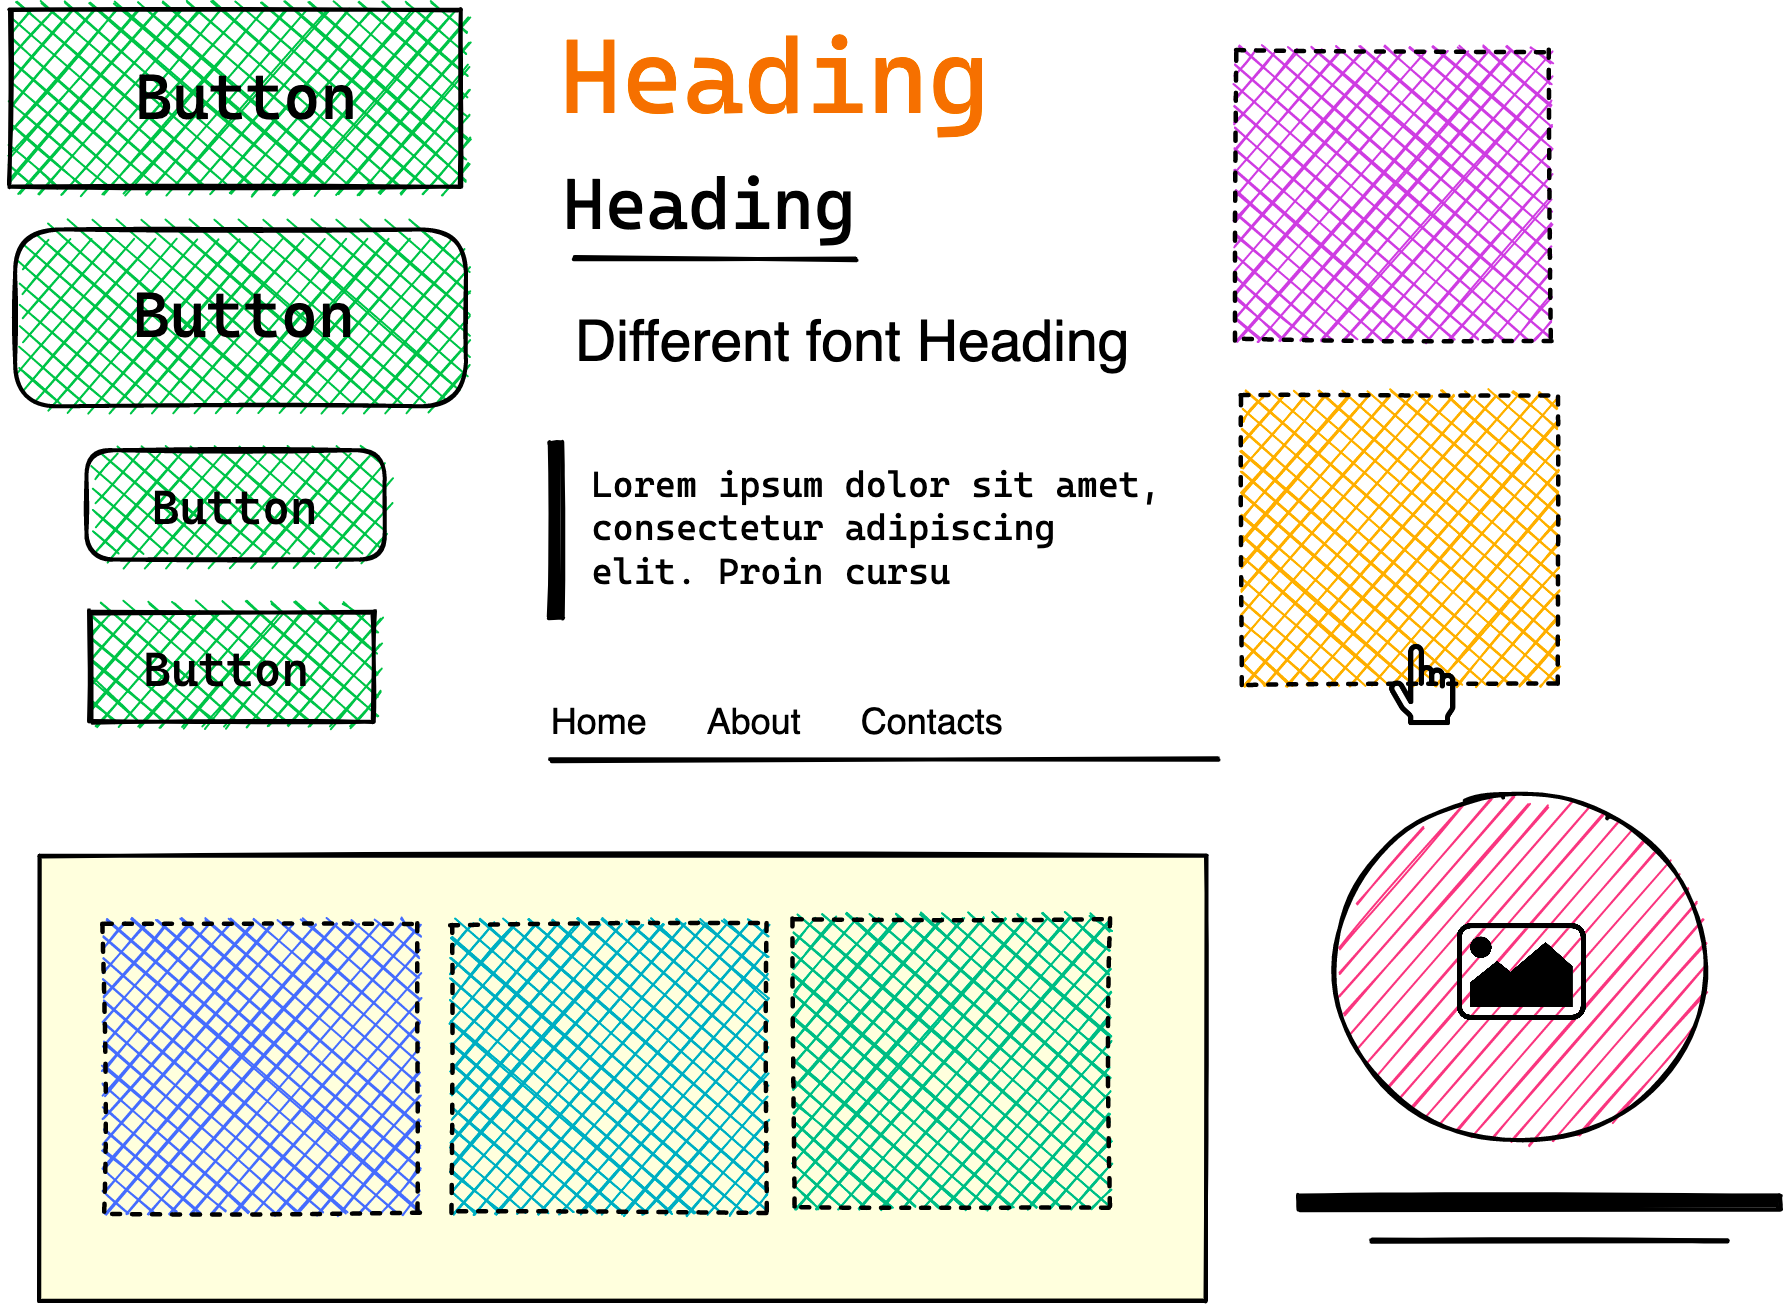 Button
Button
Button
Button
Heading
Heading
Different font Heading
Lorem ipsum dolor sit amet,
consectetur adipiscing
elit. Proin cursu
Home About Contacts